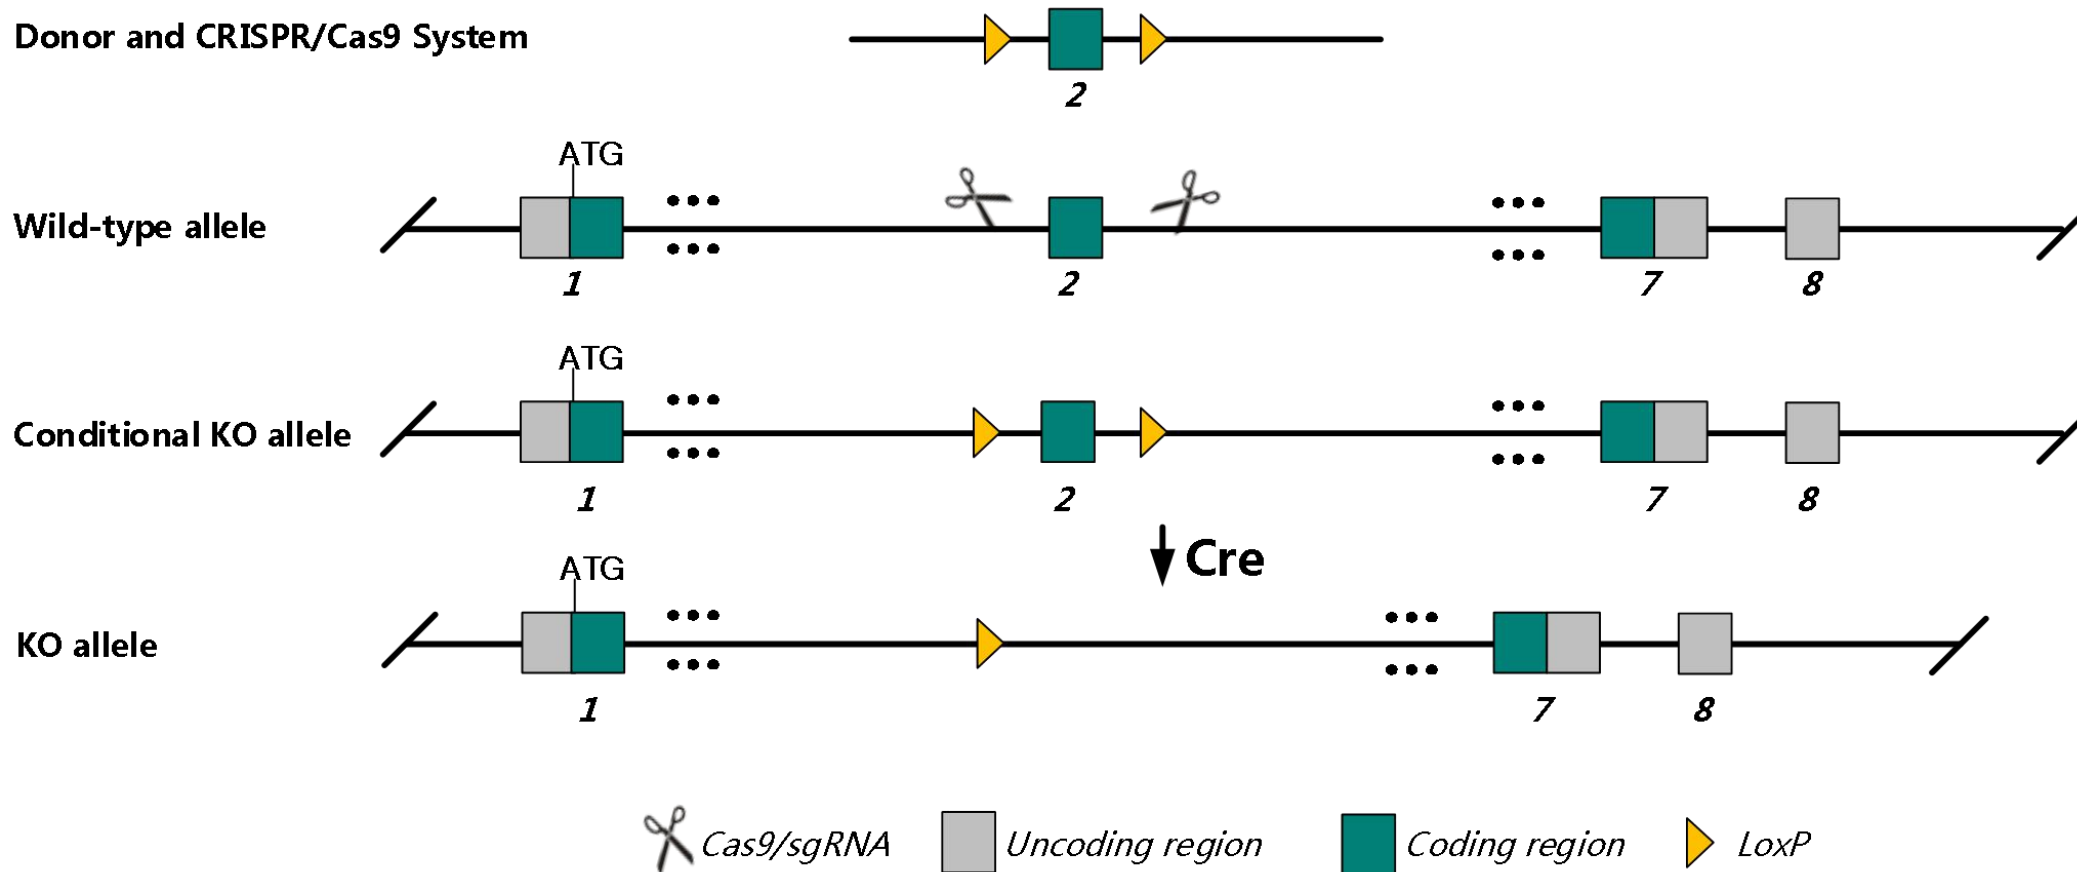 Donor and CRISPR/Cas9 System
2
ATG
Wild-type allele
1 2 7 8
ATG
Conditional KO allele
1 2 7 8
Cre
ATG
KO allele
1 7 8
Cas9/sgRNA Uncoding region Coding region LoxP